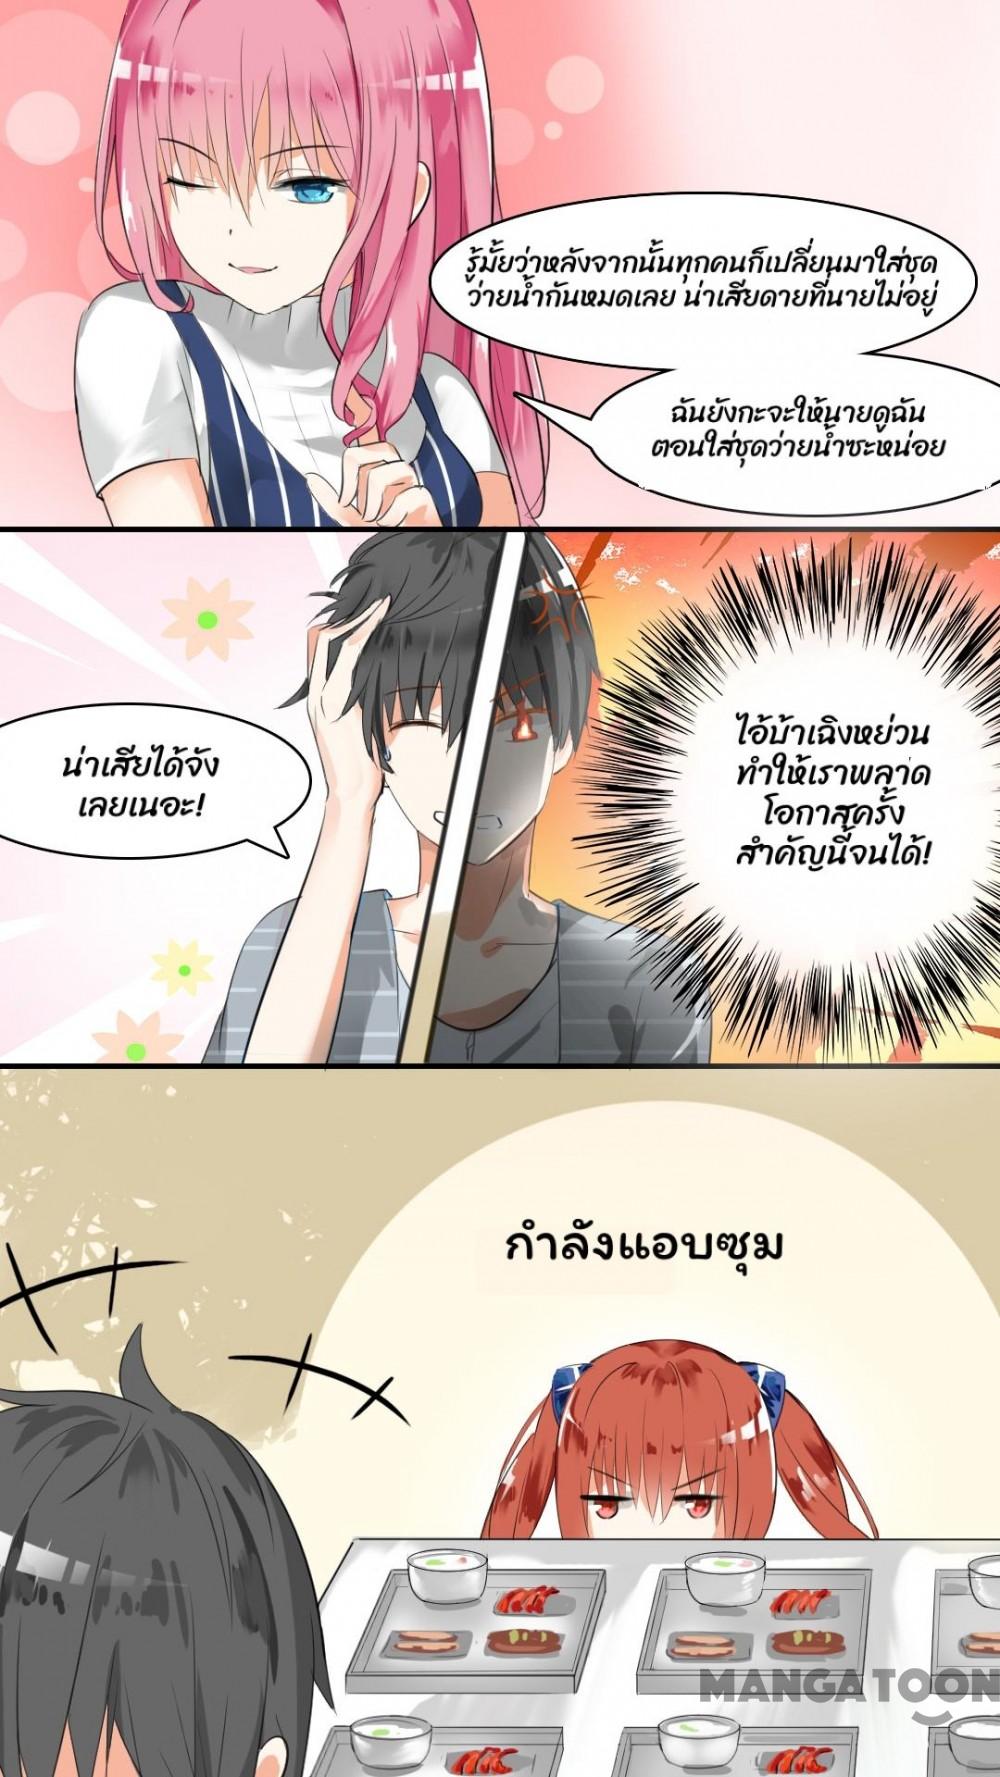 รู้มั้ยว่าหลังจากนั้นทุกคนก็เปลี่ยนมาใส่ชุด
ว่ายน้ำกันหมดเลย น่าเสียดายที่นายไม่อยู่
ฉันยังกะจะให้นายดูฉัน
ตอนใส่ชุดว่ายน้ำซะหน่อย
น่าเสียได้จัง
เลยเนอะ!
ไอ้บ้าเฉิงหย่วน
ทำให้เราพลาด
โอกาสครั้ง
สำคัญนี้จนได้!
กำลังแอบซุม
MANGATOON